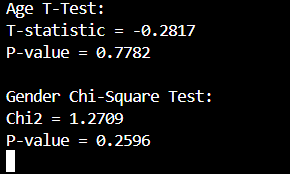 Age T-Test:
T-statistic = -0.2817
P-value = 0.7782
Gender Chi-Square Test:
Chi2 = 1.2709
P-value = 0.2596